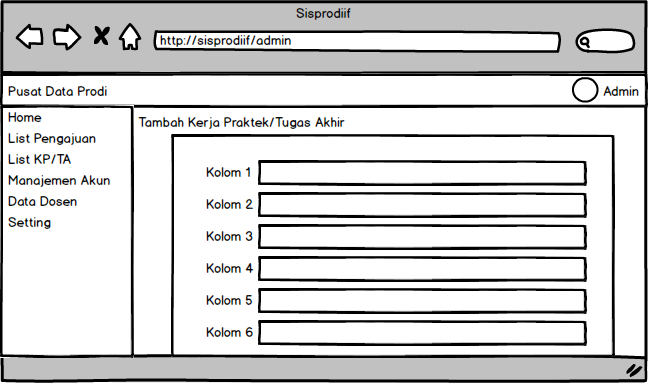 Sisprodiif
http://sisprodiif/admin
Pusat Data Prodi
Admin
Home
List Pengajuan
List KP/TA
Manajemen Akun
Data Dosen
Setting
Tambah Kerja Praktek/Tugas Akhir
Kolom 1
Kolom 2
Kolom 3
Kolom 4
Kolom 5
Kolom 6